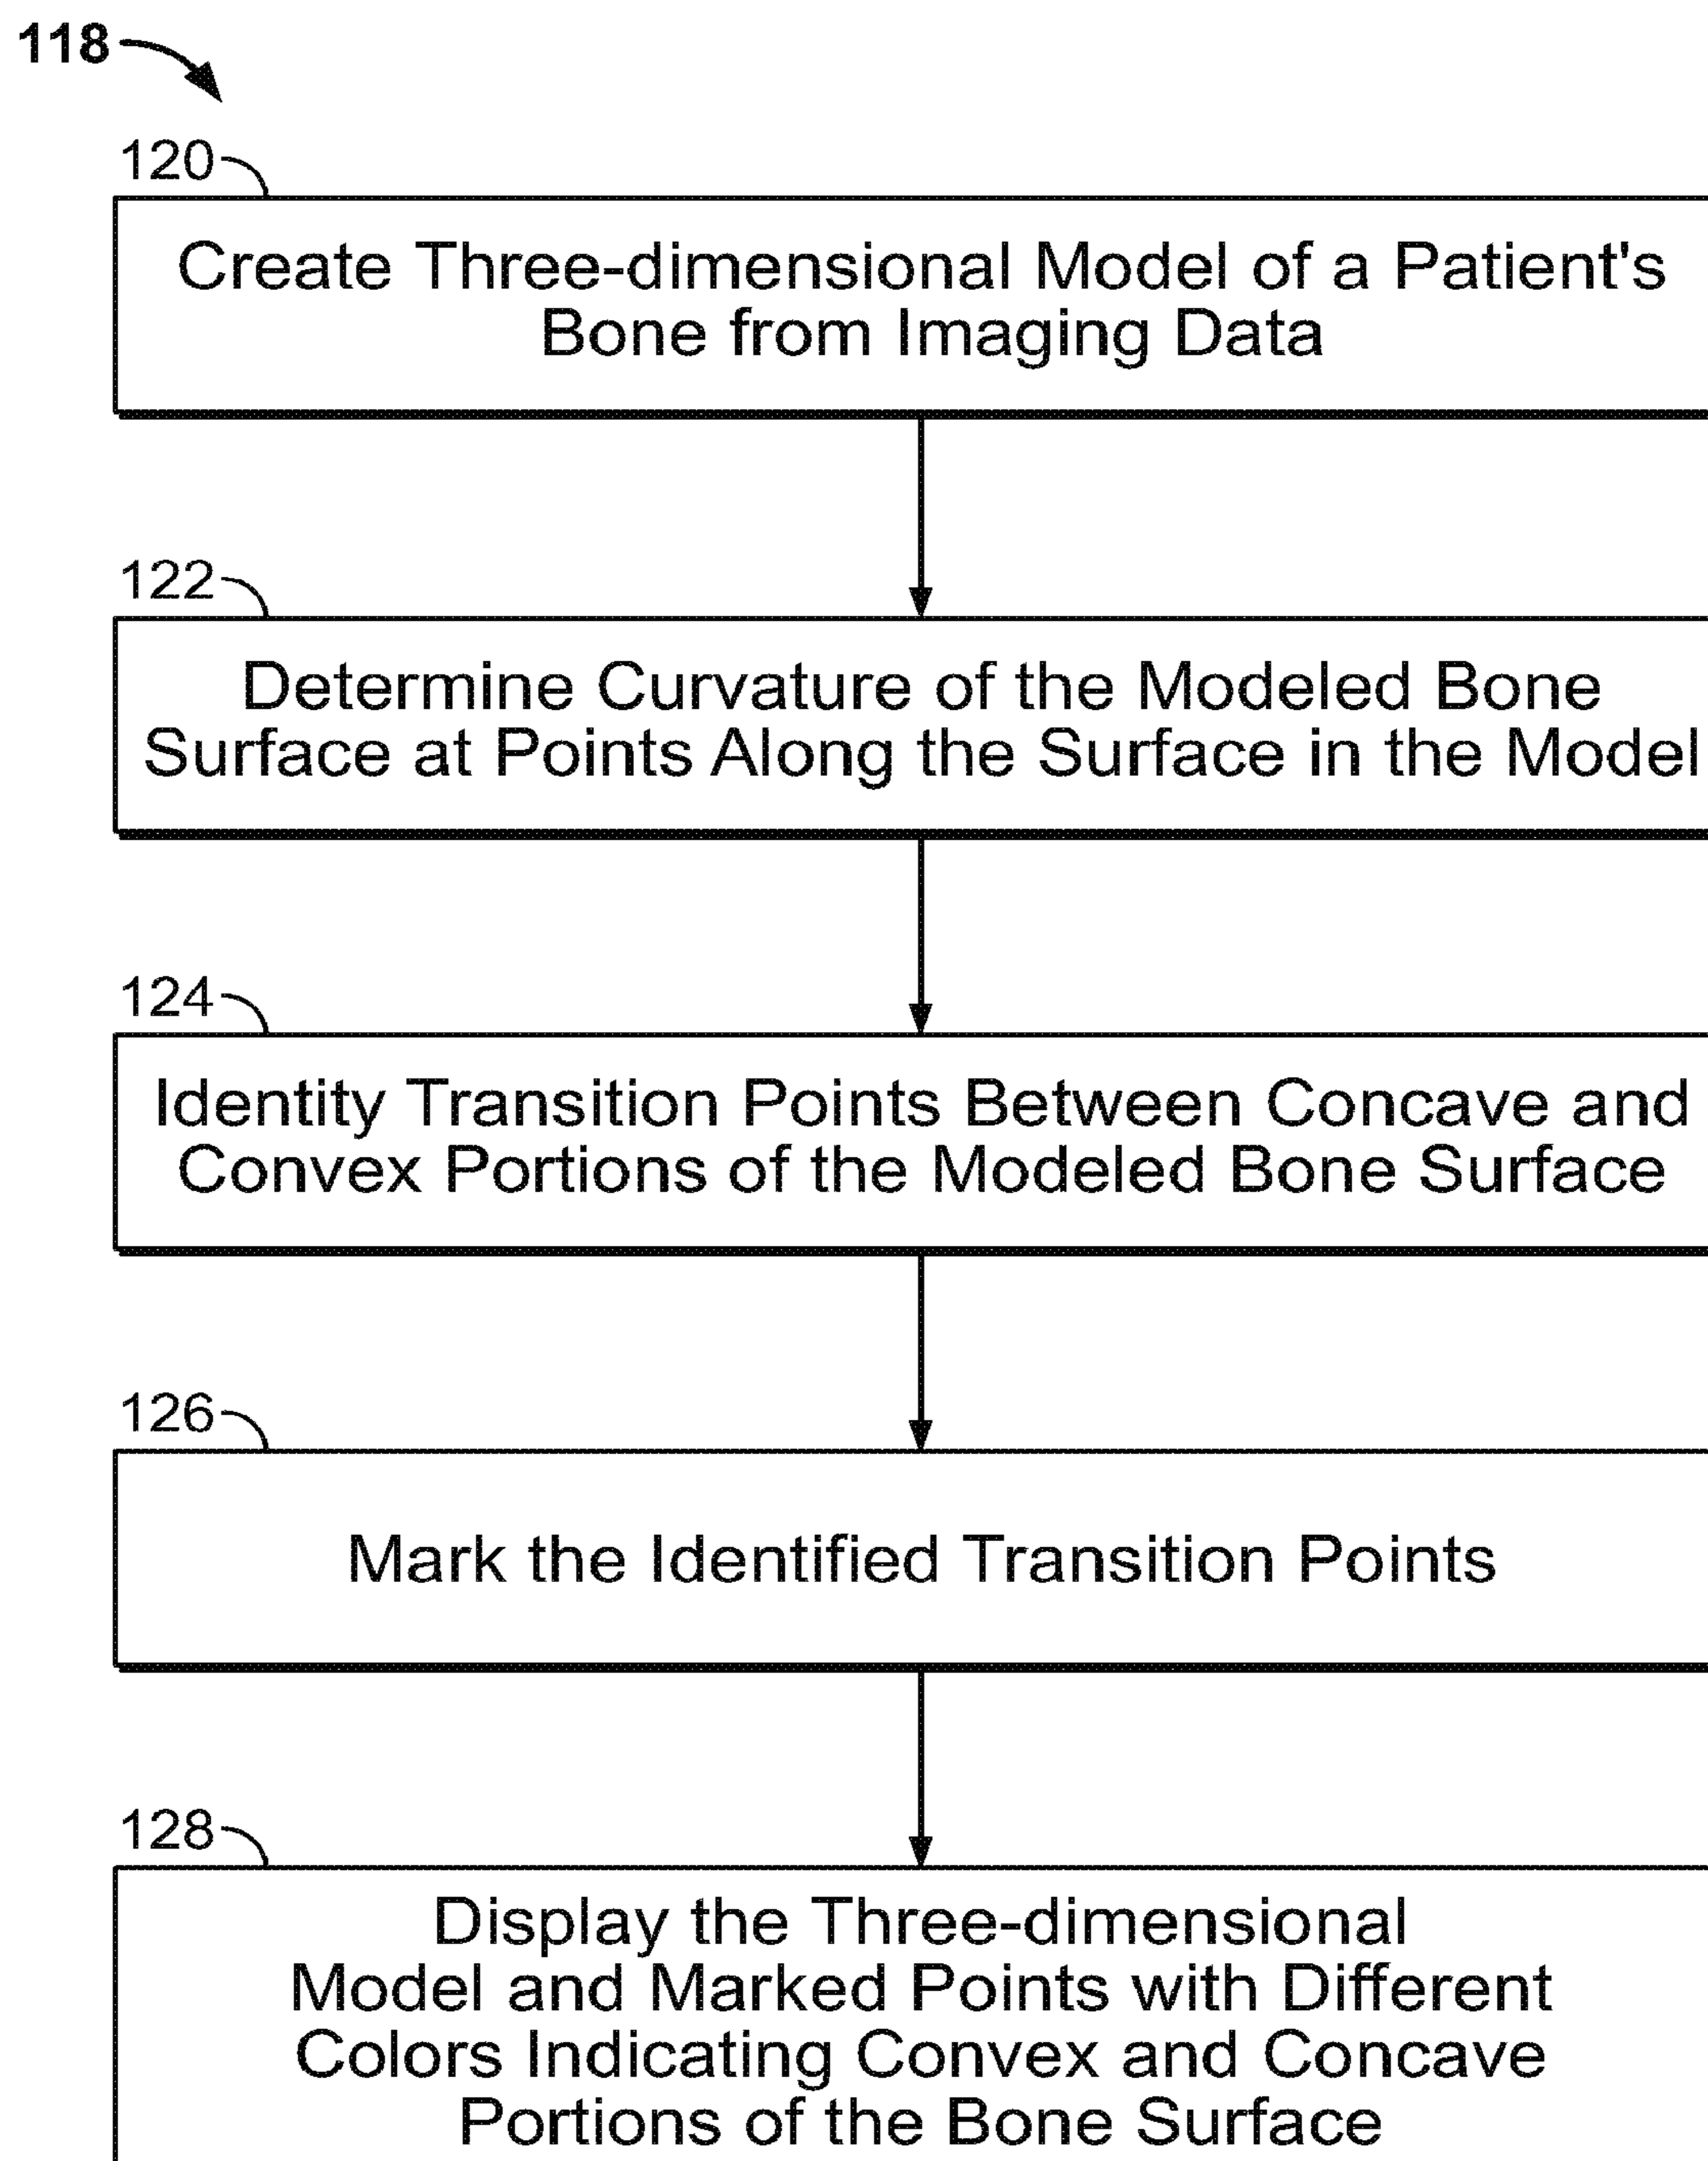 118
120
Create Three-dimensional Model of a Patient's
Bone from Imaging Data
122
Determine Curvature of the Modeled Bone
Surface at Points Along the Surface in the Model
124
Identity Transition Points Between Concave and
Convex Portions of the Modeled Bone Surface
126
Mark the Identified Transition Points
128
Display the Three-dimensional
Model and Marked Points with Different
Colors Indicating Convex and Concave
Portions of the Bone Surface